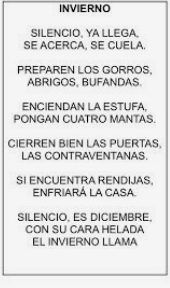 INVIERNO
SILENCIO, YA LLEGA,
SE ACERCA, SE CUELA.
PREPAREN LOS GORROS,
ABRIGOS, BUFANDAS.
ENCIENDAN LA ESTUFA,
PONGAN CUATRO MANTAS.
CIERREN BIEN LAS PUERTAS,
LAS CONTRAVENTANAS.
SI ENCUENTRA RENDIJAS,
ENFRIARÁ LA CASA.
SILENCIO, ES DICIEMBRE,
CON SU CARA HELADA
EL INVIERNO LLAMA